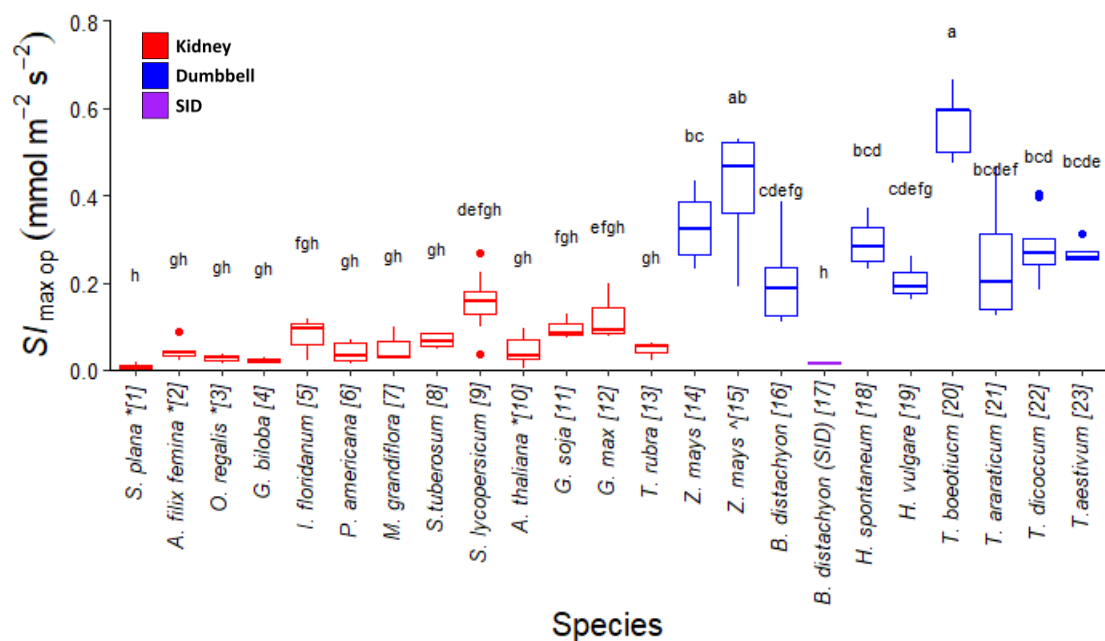 SI max op (mmol m⁻² s⁻²)
0.8
0.6
0.4
0.2
0.0
Kidney
Dumbbell
SID
h
gh
gh
gh
fgh
gh
gh
gh
defgh
gh
fgh
efgh
gh
bc
ab
cdefg
h
bcd
cdefg
a
bcdef
bcd
bcde
S. plana *[1]
A. filix femina *[2]
O. regalis *[3]
G. biloba [4]
I. floridanum [5]
P. americana [6]
M. grandiflora [7]
S.tuberosum [8]
S. lycopersicum [9]
A. thaliana *[10]
G. soja [11]
G. max [12]
T. rubra [13]
Z. mays [14]
Z. mays ^[15]
B. distachyon [16]
B. distachyon (SID) [17]
H. spontaneum [18]
H. vulgare [19]
T. boeotiucm [20]
T. araraticum [21]
T. dicoccum [22]
T.aestivum [23]
Species